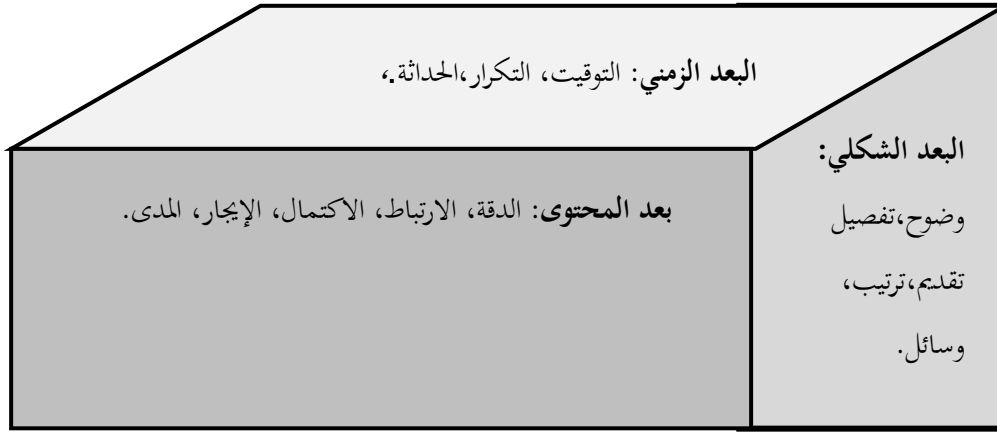 البعد الزمني: التوقيت، التكرار،الحداثة.،
البعد الشكلي:
وضوح،تفصيل
تقديم،ترتيب،
وسائل.
بعد المحتوى: الدقة، الارتباط، الاكتمال، الإيجار، المدى.